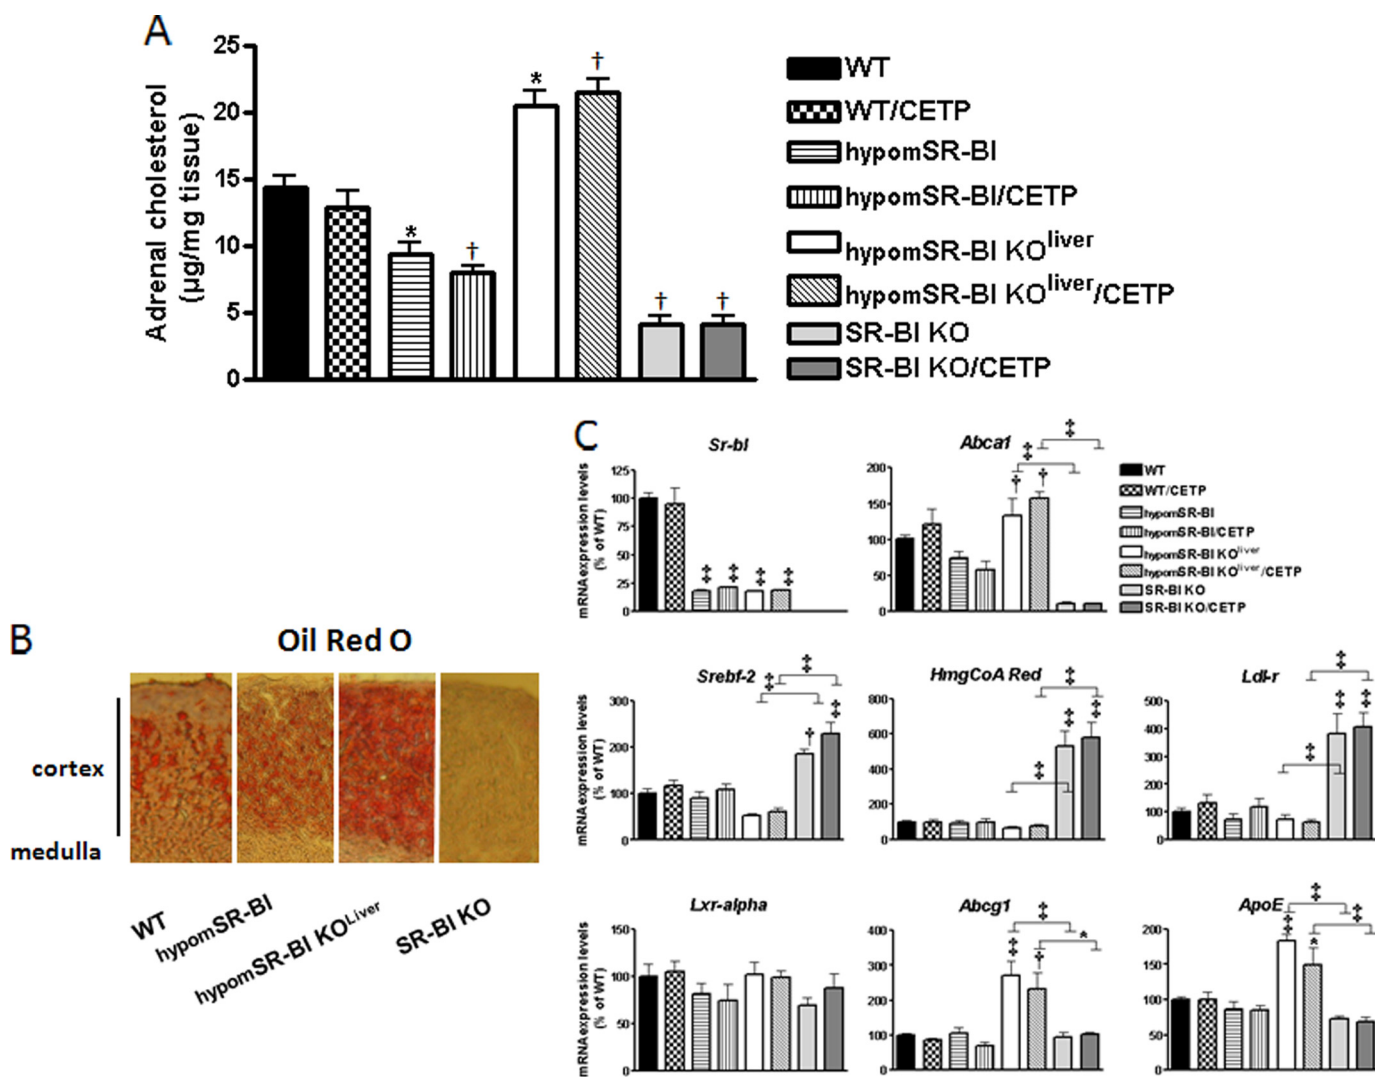 A
Adrenal cholesterol
(µg/mg tissue)
25
20
15
10
5
0
*
†
*
†
†
†
WT
WT/CETP
hypomSR-BI
hypomSR-BI/CETP
hypomSR-BI KOliver
hypomSR-BI KOliver/CETP
SR-BI KO
SR-BI KO/CETP
B
Oil Red O
cortex
medulla
WT
hypomSR-BI
hypomSR-BI KOLiver
SR-BI KO
C
Sr-bI
mRNA expression levels
(% of WT)
125
100
75
50
25
0
‡ ‡ ‡ ‡
Abca1
200
150
100
50
0
† †
‡
‡
WT
WT/CETP
hypomSR-BI
hypomSR-BI/CETP
hypomSR-BI KOliver
hypomSR-BI KOliver/CETP
SR-BI KO
SR-BI KO/CETP
Srebf-2
mRNA expression levels
(% of WT)
300
200
100
0
‡
‡
† ‡
HmgCoA Red
800
600
400
200
0
‡
‡
‡ ‡
Ldl-r
500
400
300
200
100
0
‡
‡
‡ ‡
Lxr-alpha
mRNA expression levels
(% of WT)
150
100
50
0
Abcg1
400
300
200
100
0
‡ †
‡
*
ApoE
200
150
100
50
0
‡ *
‡
‡